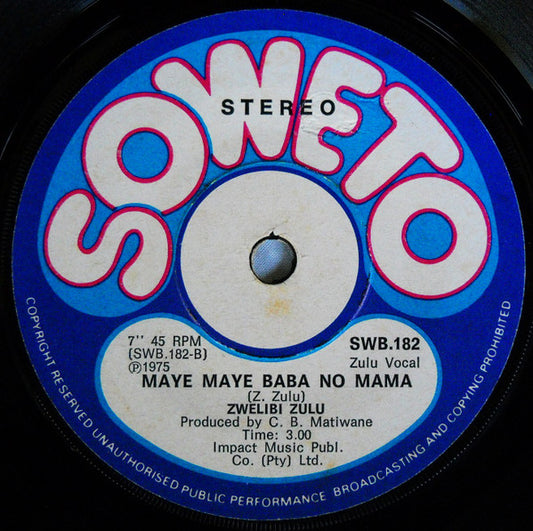 SOWETO
STEREO
7'' 45 RPM
SWB.182
(SWB.182-B)
Zulu Vocal
Ⓟ1975
MAYE MAYE BABA NO MAMA
(Z. Zulu)
ZWELIBI ZULU
Produced by C. B. Matiwane
Time: 3.00
Impact Music Publ.
Co. (Pty) Ltd.
COPYRIGHT RESERVED UNAUTHORISED PUBLIC PERFORMANCE BROADCASTING AND COPYING PROHIBITED